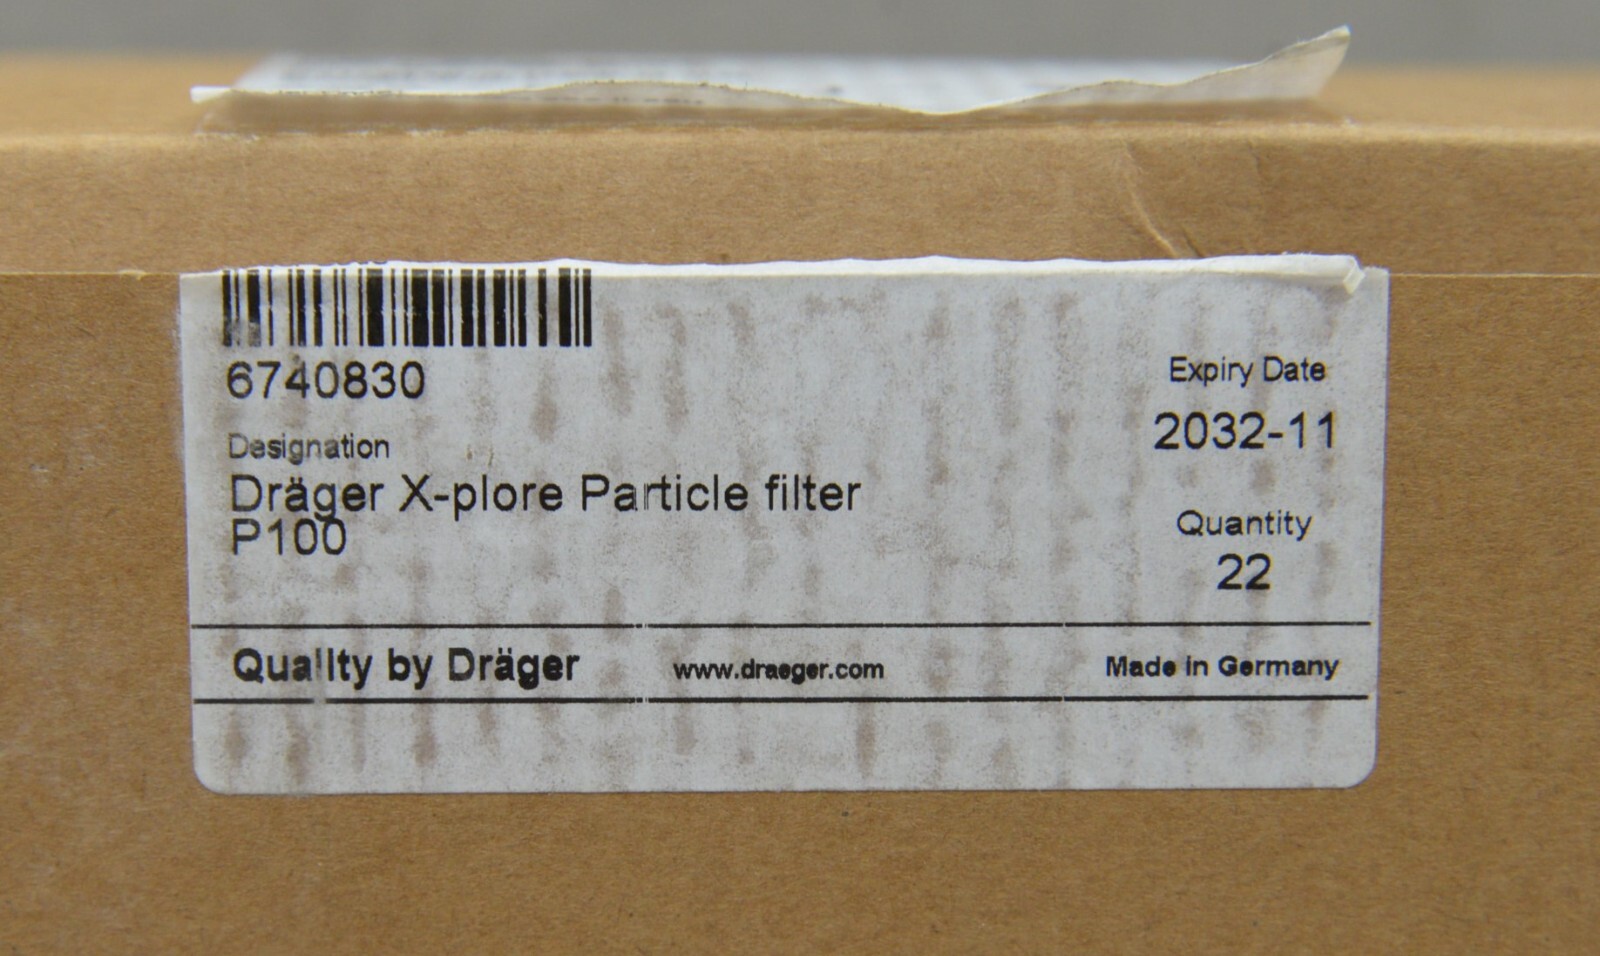 6740830
Designation
Dräger X-plore Particle filter
P100
Expiry Date
2032-11
Quantity
22
Quality by Dräger
www.draeger.com
Made in Germany